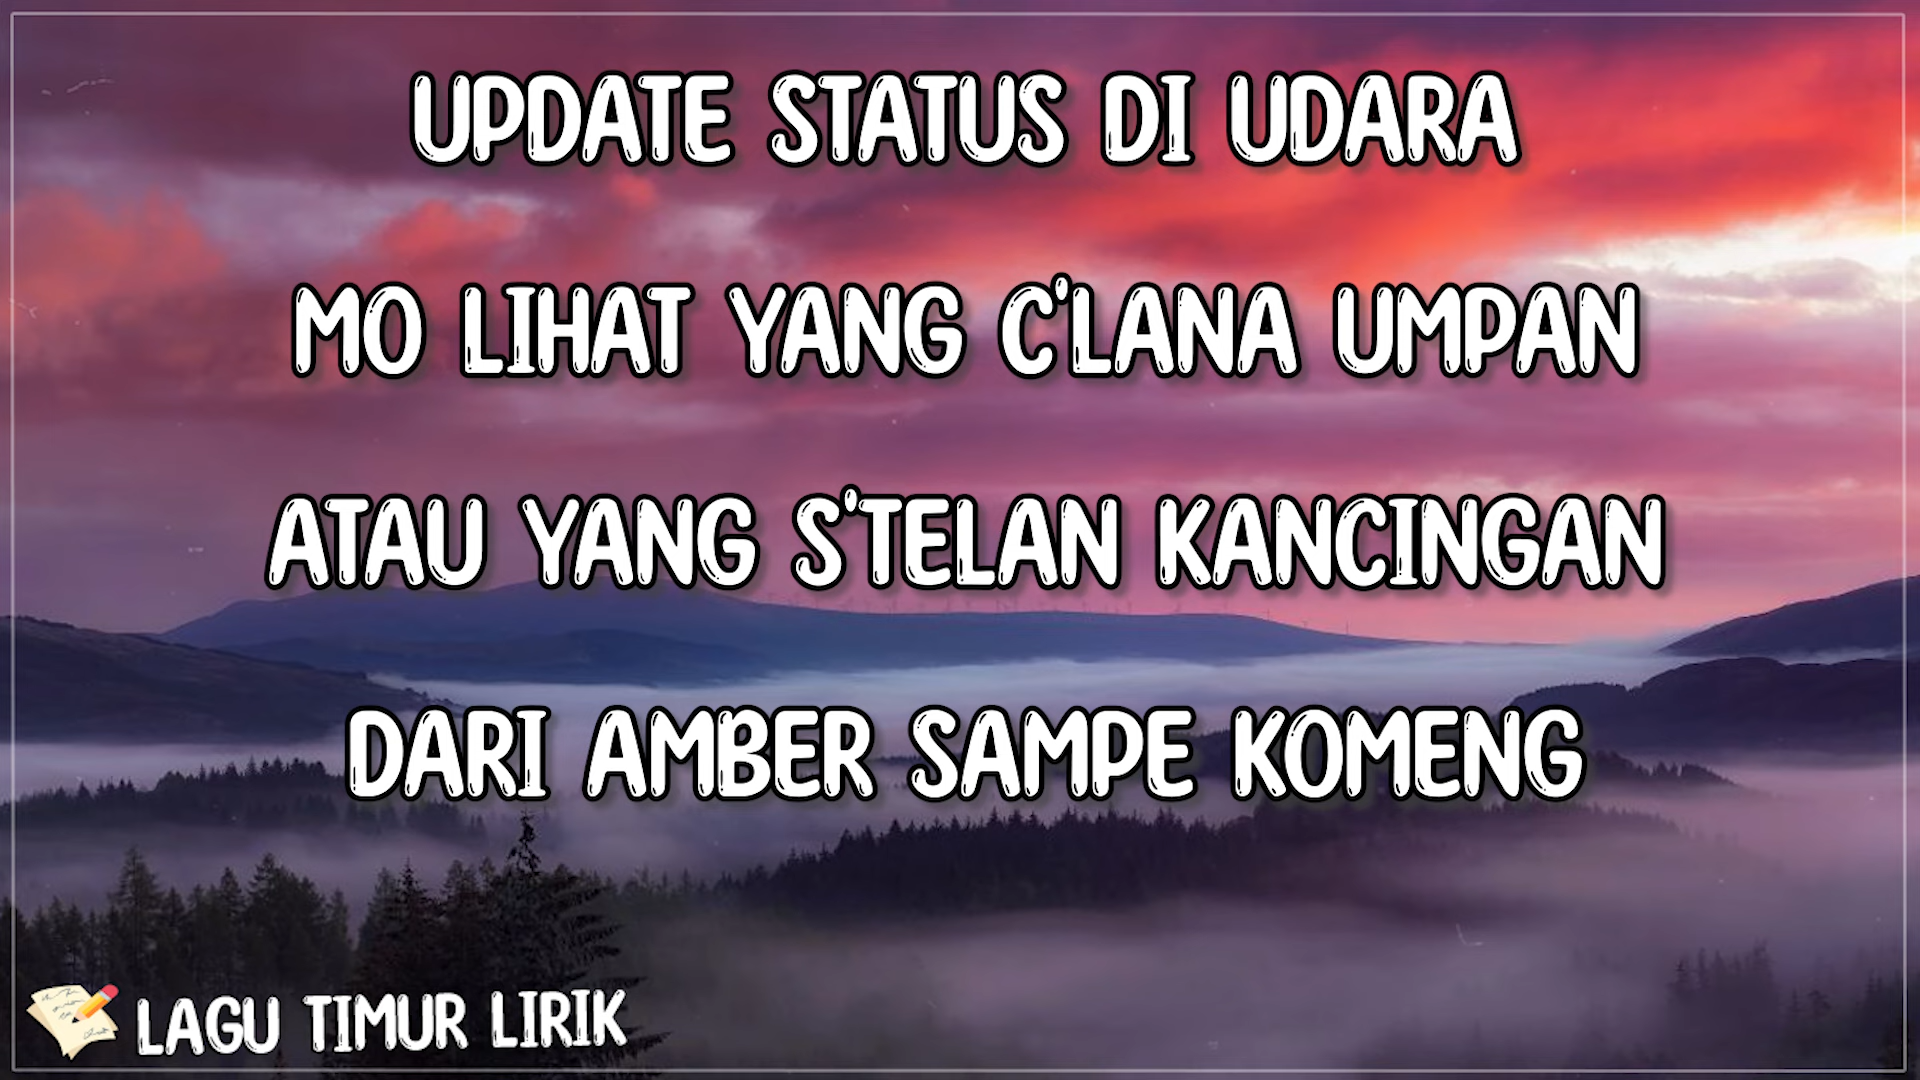 UPDATE STATUS DI UDARA
MO LIHAT YANG C'LANA UMPAN
ATAU YANG S'TELAN KANCINGAN
DARI AMBER SAMPE KOMENG
LAGU TIMUR LIRIK